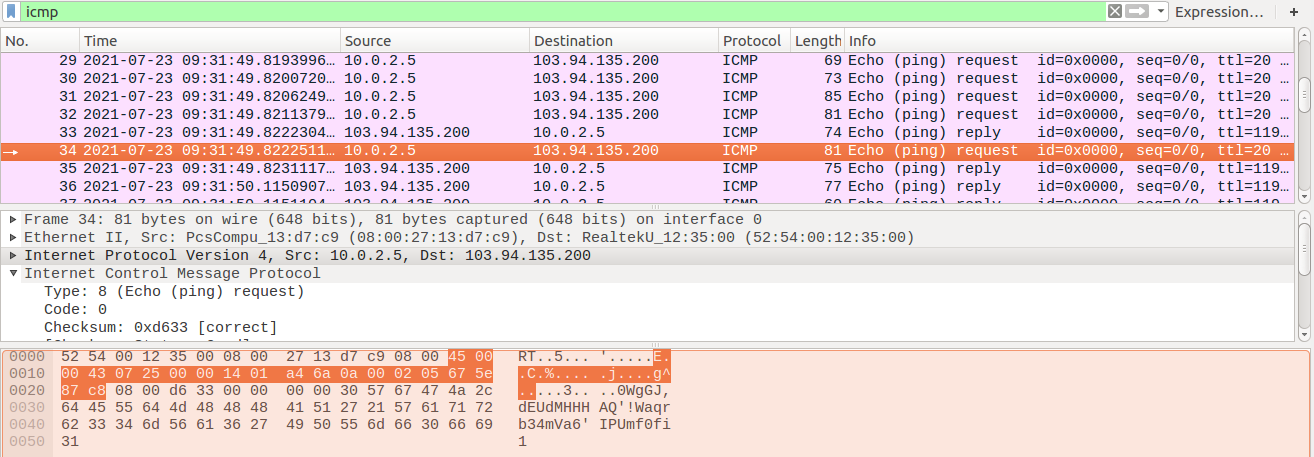 icmp Expression… +
No. Time Source Destination Protocol Length Info
29 2021-07-23 09:31:49.8193996… 10.0.2.5 103.94.135.200 ICMP 69 Echo (ping) request id=0x0000, seq=0/0, ttl=20 …
30 2021-07-23 09:31:49.8200720… 10.0.2.5 103.94.135.200 ICMP 73 Echo (ping) request id=0x0000, seq=0/0, ttl=20 …
31 2021-07-23 09:31:49.8206249… 10.0.2.5 103.94.135.200 ICMP 85 Echo (ping) request id=0x0000, seq=0/0, ttl=20 …
32 2021-07-23 09:31:49.8211379… 10.0.2.5 103.94.135.200 ICMP 81 Echo (ping) request id=0x0000, seq=0/0, ttl=20 …
33 2021-07-23 09:31:49.8222304… 103.94.135.200 10.0.2.5 ICMP 74 Echo (ping) reply id=0x0000, seq=0/0, ttl=119…
34 2021-07-23 09:31:49.8222511… 10.0.2.5 103.94.135.200 ICMP 81 Echo (ping) request id=0x0000, seq=0/0, ttl=20 …
35 2021-07-23 09:31:49.8231117… 103.94.135.200 10.0.2.5 ICMP 75 Echo (ping) reply id=0x0000, seq=0/0, ttl=119…
36 2021-07-23 09:31:50.1150907… 103.94.135.200 10.0.2.5 ICMP 77 Echo (ping) reply id=0x0000, seq=0/0, ttl=119…
Frame 34: 81 bytes on wire (648 bits), 81 bytes captured (648 bits) on interface 0
Ethernet II, Src: PcsCompu_13:d7:c9 (08:00:27:13:d7:c9), Dst: RealtekU_12:35:00 (52:54:00:12:35:00)
Internet Protocol Version 4, Src: 10.0.2.5, Dst: 103.94.135.200
Internet Control Message Protocol
Type: 8 (Echo (ping) request)
Code: 0
Checksum: 0xd633 [correct]
0000 52 54 00 12 35 00 08 00 27 13 d7 c9 08 00 45 00 RT..5... '.....E.
0010 00 43 07 25 00 00 14 01 a4 6a 0a 00 02 05 67 5e .C.%.... .j....g^
0020 87 c8 08 00 d6 33 00 00 00 00 30 57 67 47 4a 2c .....3.. ..0WgGJ,
0030 64 45 55 64 4d 48 48 48 41 51 27 21 57 61 71 72 dEUdMHHH AQ'!Waqr
0040 62 33 34 6d 56 61 36 27 49 50 55 6d 66 30 66 69 b34mVa6' IPUmf0fi
0050 31 1